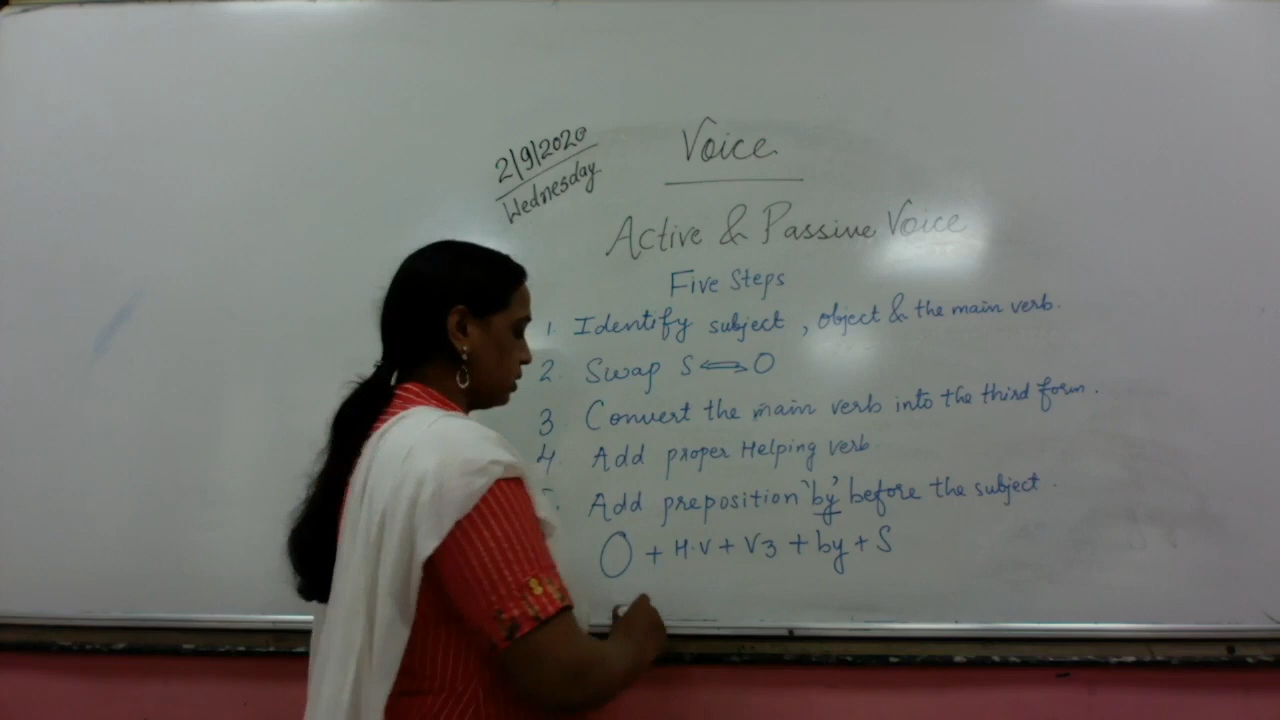 2/9/2020
Wednesday
Voice
Active & Passive Voice
Five Steps
1. Identify subject, object & the main verb.
2. Swap S ⟺ O
3 Convert the main verb into the third form.
4. Add proper Helping verb
Add preposition 'by' before the subject.
O + H.V + V3 + by + S